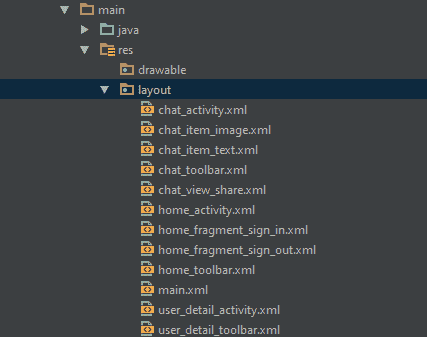 main
java
res
drawable
layout
chat_activity.xml
chat_item_image.xml
chat_item_text.xml
chat_toolbar.xml
chat_view_share.xml
home_activity.xml
home_fragment_sign_in.xml
home_fragment_sign_out.xml
home_toolbar.xml
main.xml
user_detail_activity.xml
user_detail_toolbar.xml